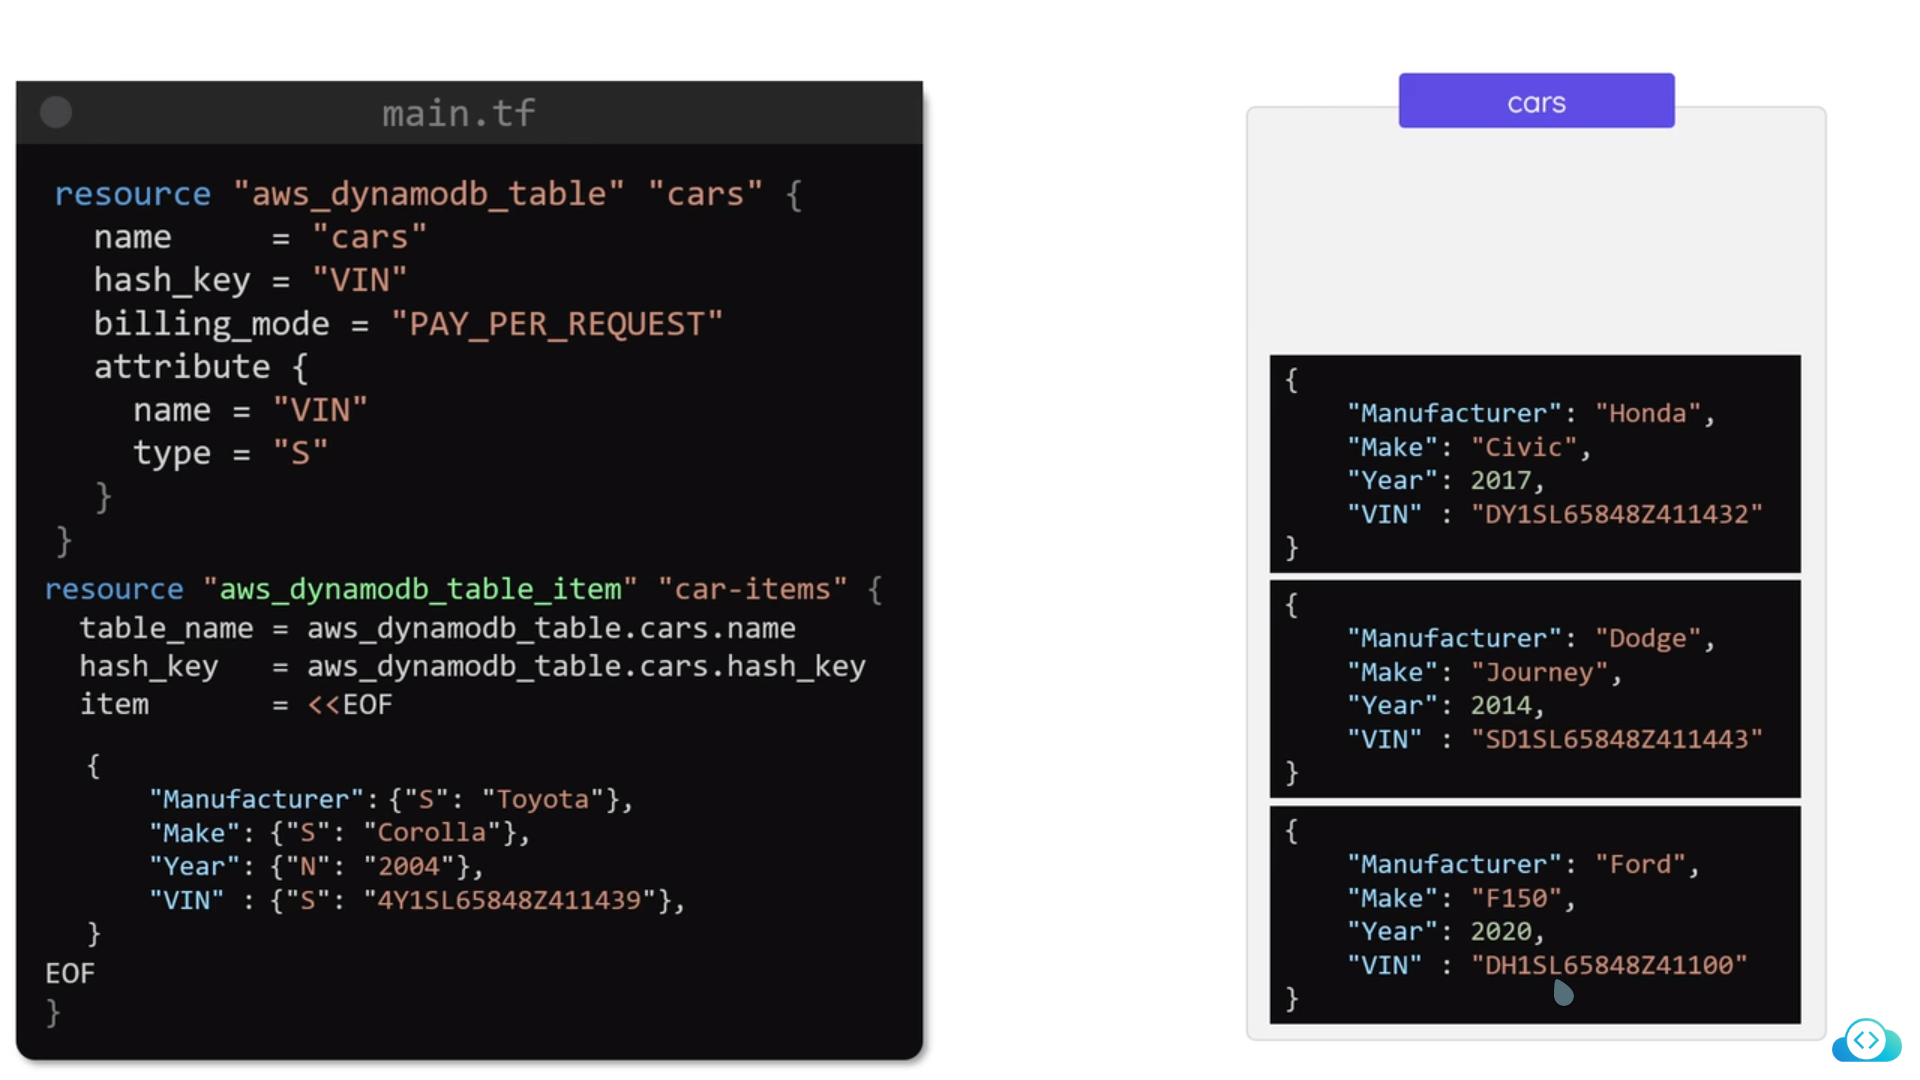 main.tf
resource "aws_dynamodb_table" "cars" {
name = "cars"
hash_key = "VIN"
billing_mode = "PAY_PER_REQUEST"
attribute {
name = "VIN"
type = "S"
}
}
resource "aws_dynamodb_table_item" "car-items" {
table_name = aws_dynamodb_table.cars.name
hash_key = aws_dynamodb_table.cars.hash_key
item = <<EOF
{
"Manufacturer": {"S": "Toyota"},
"Make": {"S": "Corolla"},
"Year": {"N": "2004"},
"VIN" : {"S": "4Y1SL65848Z411439"},
}
EOF
}
cars
{
"Manufacturer": "Honda",
"Make": "Civic",
"Year": 2017,
"VIN" : "DY1SL65848Z411432"
}
{
"Manufacturer": "Dodge",
"Make": "Journey",
"Year": 2014,
"VIN" : "SD1SL65848Z411443"
}
{
"Manufacturer": "Ford",
"Make": "F150",
"Year": 2020,
"VIN" : "DH1SL65848Z41100"
}